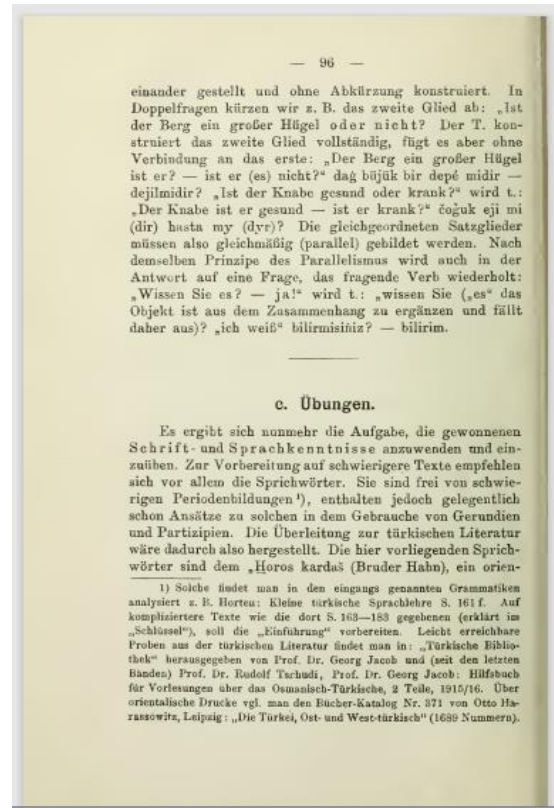 — 96 —
einander gestellt und ohne Abkürzung konstruiert. In
Doppelfragen kürzen wir z. B. das zweite Glied ab: „Ist
der Berg ein großer Hügel oder nicht? Der T. kon-
struiert das zweite Glied vollständig, fügt es aber ohne
Verbindung an das erste: „Der Berg ein großer Hügel
ist er? — ist er (es) nicht?“ dağ büjük bir depé midir —
dejilmidir? „Ist der Knabe gesund oder krank?“ wird t.:
„Der Knabe ist er gesund — ist er krank?“ čoğuk eji mi
(dir) hasta my (dyr)? Die gleichgeordneten Satzglieder
müssen also gleichmäßig (parallel) gebildet werden. Nach
demselben Prinzipe des Parallelismus wird auch in der
Antwort auf eine Frage, das fragende Verb wiederholt:
„Wissen Sie es? — ja!“ wird t.: „wissen Sie („es“ das
Objekt ist aus dem Zusammenhang zu ergänzen und fällt
daher aus)? „ich weiß“ bilirmisiñiz? — bilirim.
c. Übungen.
Es ergibt sich nunmehr die Aufgabe, die gewonnenen
Schrift- und Sprachkenntnisse anzuwenden und ein-
zuüben. Zur Vorbereitung auf schwierigere Texte empfehlen
sich vor allem die Sprichwörter. Sie sind frei von schwie-
rigen Periodenbildungen¹), enthalten jedoch gelegentlich
schon Ansätze zu solchen in dem Gebrauche von Gerundien
und Partizipien. Die Überleitung zur türkischen Literatur
wäre dadurch also hergestellt. Die hier vorliegenden Sprich-
wörter sind dem „Ḫoros kardaš (Bruder Hahn), ein orien-
1) Solche findet man in den eingangs genannten Grammatiken
analysiert z. B. Horten: Kleine türkische Sprachlehre S. 161 f. Auf
kompliziertere Texte wie die dort S. 163—183 gegebenen (erklärt im
„Schlüssel“), soll die „Einführung“ vorbereiten. Leicht erreichbare
Proben aus der türkischen Literatur findet man in: „Türkische Biblio-
thek“ herausgegeben von Prof. Dr. Georg Jacob und (seit den letzten
Bänden) Prof. Dr. Rudolf Tschudi, Prof. Dr. Georg Jacob: Hilfsbuch
für Vorlesungen über das Osmanisch-Türkische, 2 Teile, 1915/16. Über
orientalische Drucke vgl. man den Bücher-Katalog Nr. 371 von Otto Ha-
rassowitz, Leipzig: „Die Türkei, Ost- und West-türkisch“ (1689 Nummern).